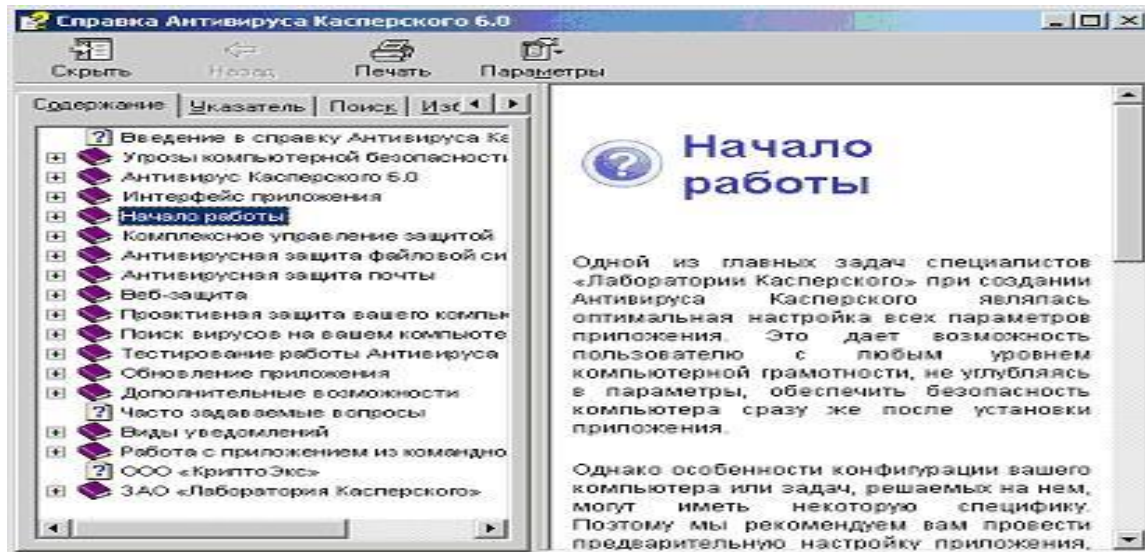 Справка Антивируса Касперского 6.0
Скрыть Назад Печать Параметры
Содержание Указатель Поиск Изб
Введение в справку Антивируса Ка
Угрозы компьютерной безопасности
Антивирус Касперского 6.0
Интерфейс приложения
Начало работы
Комплексное управление защитой
Антивирусная защита файловой си
Антивирусная защита почты
Веб-защита
Проактивная защита вашего компьк
Поиск вирусов на вашем компьюте
Тестирование работы Антивируса
Обновление приложения
Дополнительные возможности
Часто задаваемые вопросы
Виды уведомлений
Работа с приложением из командно
ООО «КриптоЭкс»
ЗАО «Лаборатория Касперского»
Начало
работы
Одной из главных задач специалистов
«Лаборатории Касперского» при создании
Антивируса Касперского являлась
оптимальная настройка всех параметров
приложения. Это дает возможность
пользователю с любым уровнем
компьютерной грамотности, не углубляясь
в параметры, обеспечить безопасность
компьютера сразу же после установки
приложения.
Однако особенности конфигурации вашего
компьютера или задач, решаемых на нем,
могут иметь некоторую специфику.
Поэтому мы рекомендуем вам провести
предварительную настройку приложения,